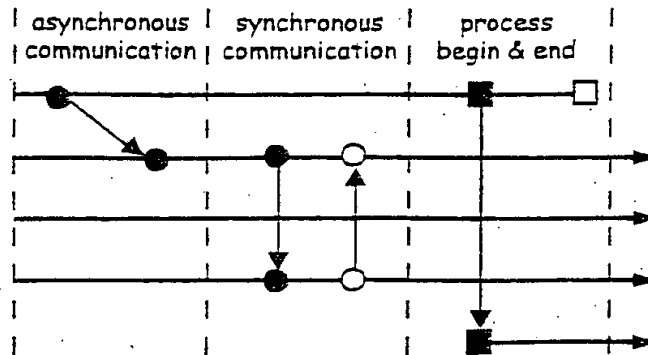 asynchronous
communication
synchronous
communication
process
begin & end